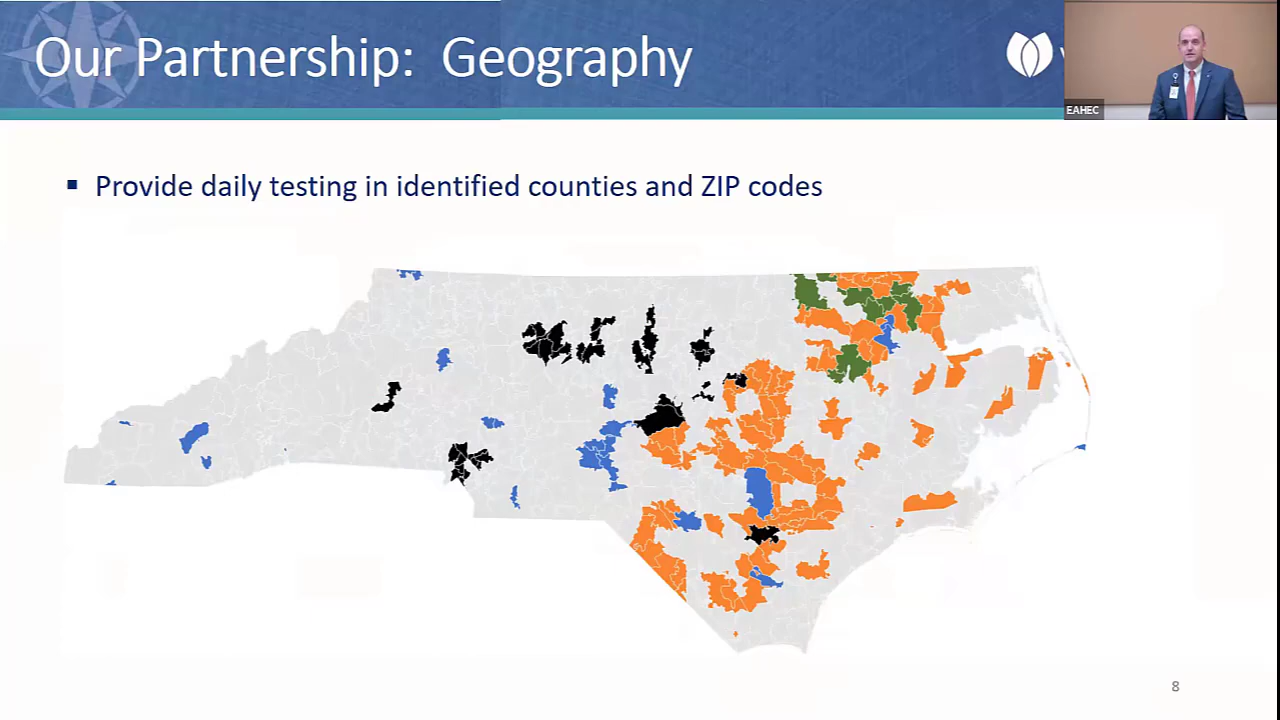 Our Partnership: Geography
EAHEC
▪ Provide daily testing in identified counties and ZIP codes
8